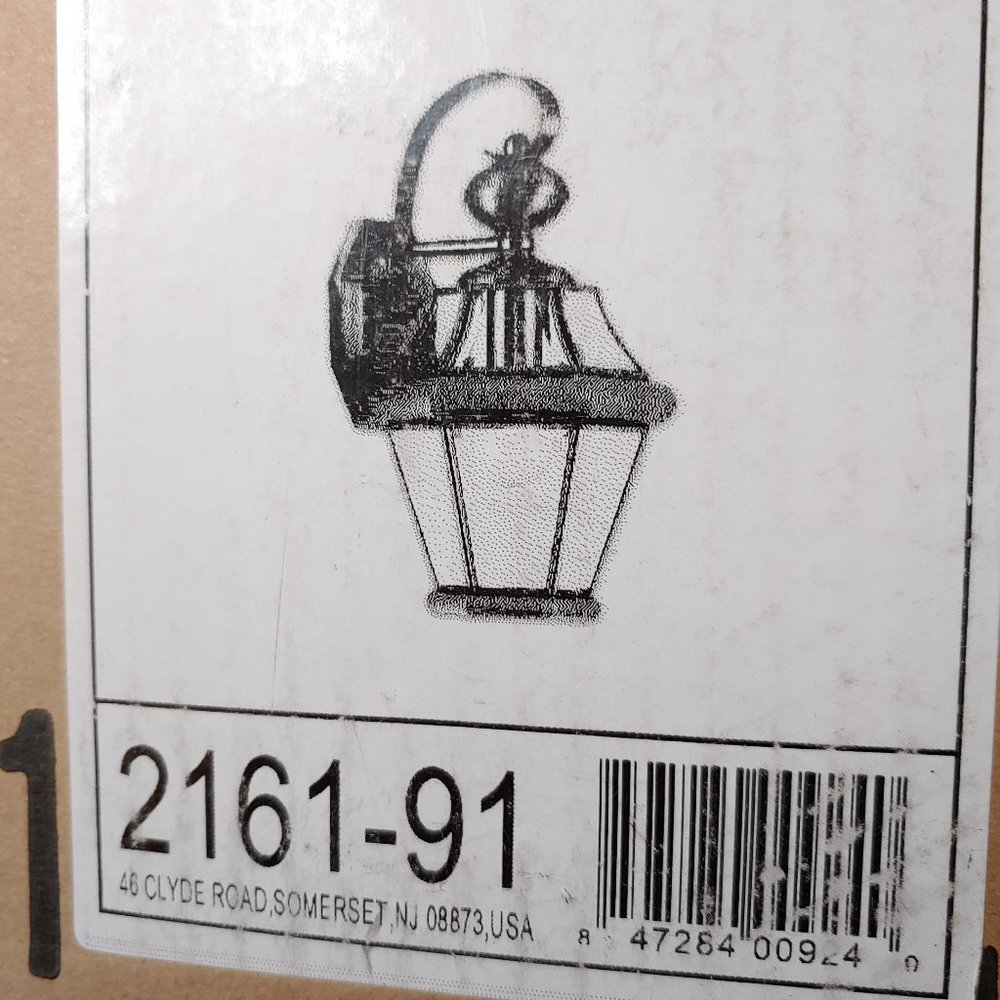 2161-91
46 CLYDE ROAD,SOMERSET,NJ 08873,USA
8 47284 00924 0
1